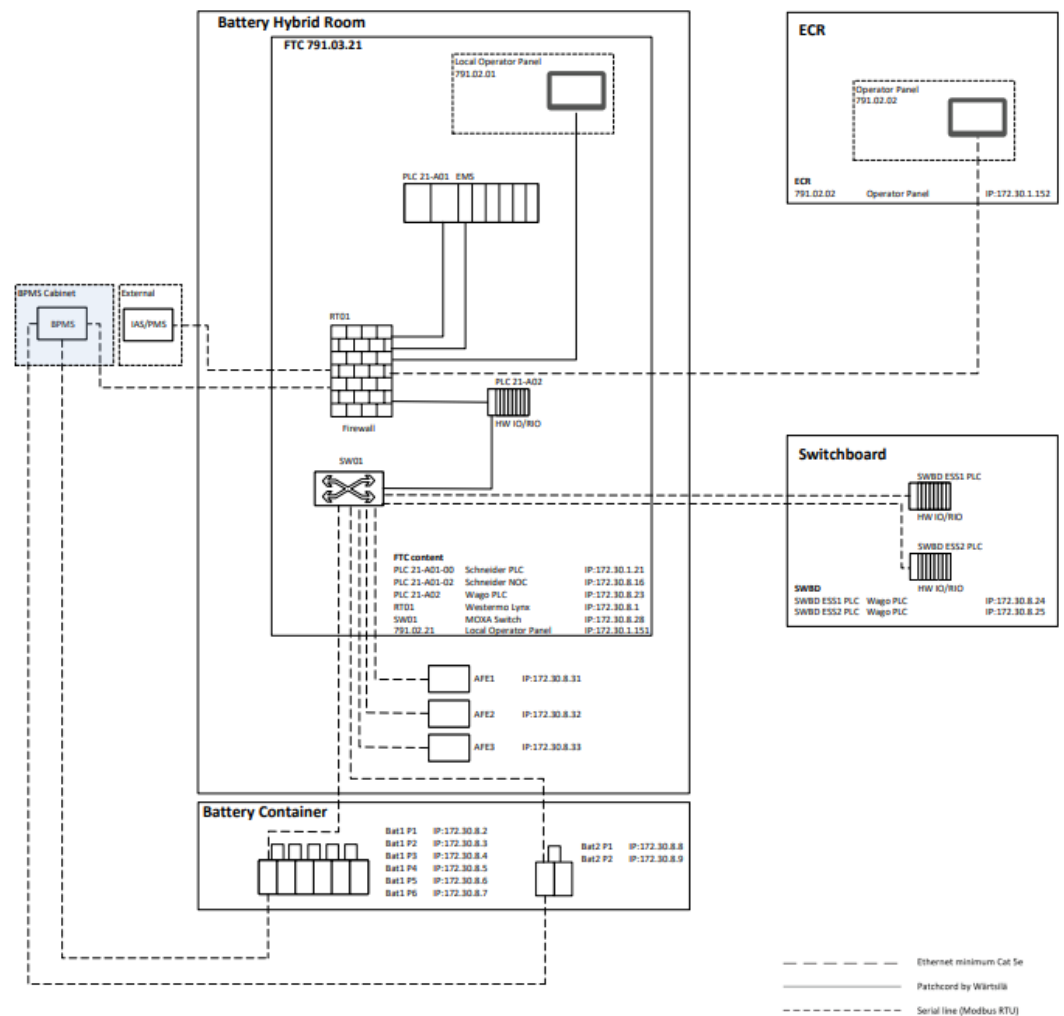 Battery Hybrid Room
FTC 791.03.21
Local Operator Panel
791.02.01
PLC 21-A01 EMS
ECR
Operator Panel
791.02.02
ECR
791.02.02 Operator Panel IP:172.30.1.152
BPMS Cabinet
BPMS
External
IAS/PMS
RT01
Firewall
PLC 21-A02
HW IO/RIO
SW01
Switchboard
SWBD ESS1 PLC
HW IO/RIO
SWBD ESS2 PLC
HW IO/RIO
SWBD
SWBD ESS1 PLC Wago PLC IP:172.30.8.24
SWBD ESS2 PLC Wago PLC IP:172.30.8.25
FTC content
PLC 21-A01-00 Schneider PLC IP:172.30.1.21
PLC 21-A01-02 Schneider NOC IP:172.30.8.16
PLC 21-A02 Wago PLC IP:172.30.8.23
RT01 Westermo Lynx IP:172.30.8.1
SW01 MOXA Switch IP:172.30.8.28
791.02.21 Local Operator Panel IP:172.30.1.151
AFE1 IP:172.30.8.31
AFE2 IP:172.30.8.32
AFE3 IP:172.30.8.33
Battery Container
Bat1 P1 IP:172.30.8.2
Bat1 P2 IP:172.30.8.3
Bat1 P3 IP:172.30.8.4
Bat1 P4 IP:172.30.8.5
Bat1 P5 IP:172.30.8.6
Bat1 P6 IP:172.30.8.7
Bat2 P1 IP:172.30.8.8
Bat2 P2 IP:172.30.8.9
Ethernet minimum Cat 5e
Patchcord by Wärtsilä
Serial line (Modbus RTU)